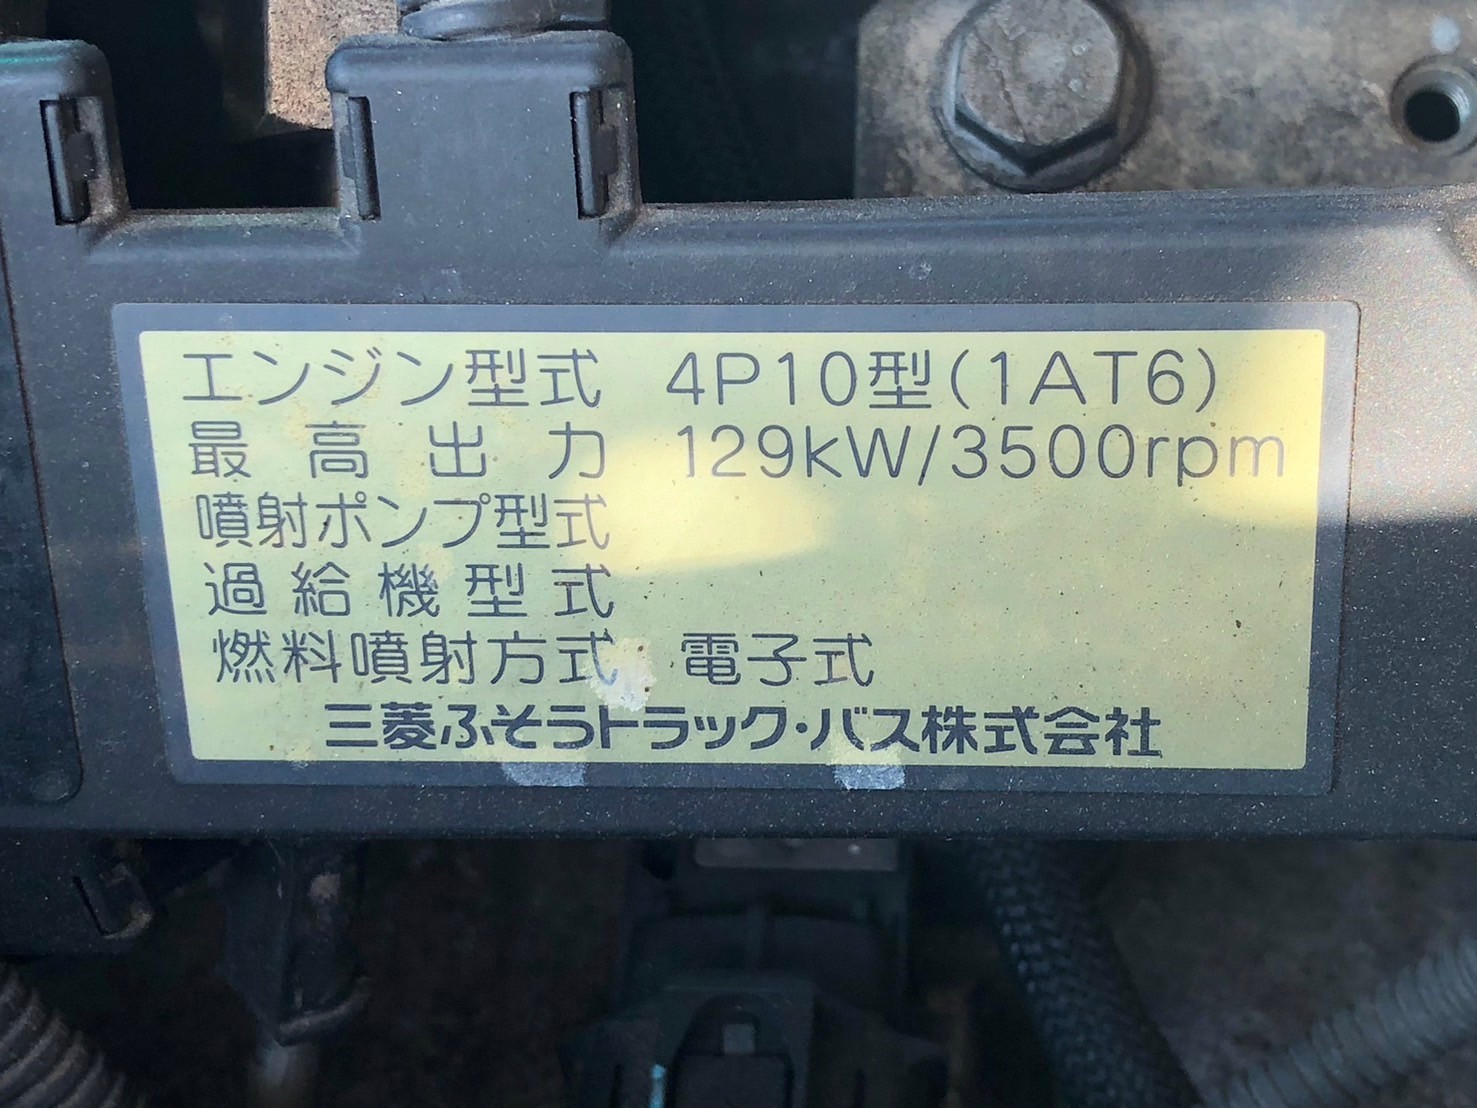 エンジン型式 4P10型(1AT6)
最高出力 129kW/3500rpm
噴射ポンプ型式
過給機型式
燃料噴射方式 電子式
三菱ふそうトラック・バス株式会社